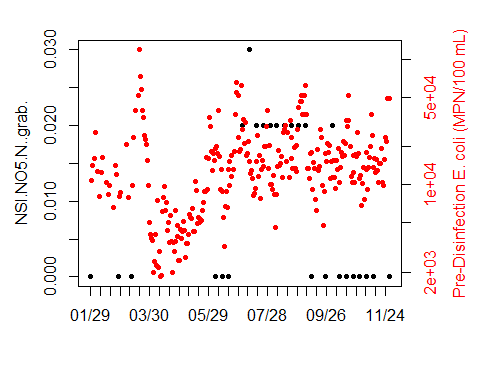 NSI.NO5.N..grab.
0.030
0.020
0.010
0.000
01/29 03/30 05/29 07/28 09/26 11/24
5e+04
1e+04
2e+03
Pre-Disinfection E. coli (MPN/100 mL)